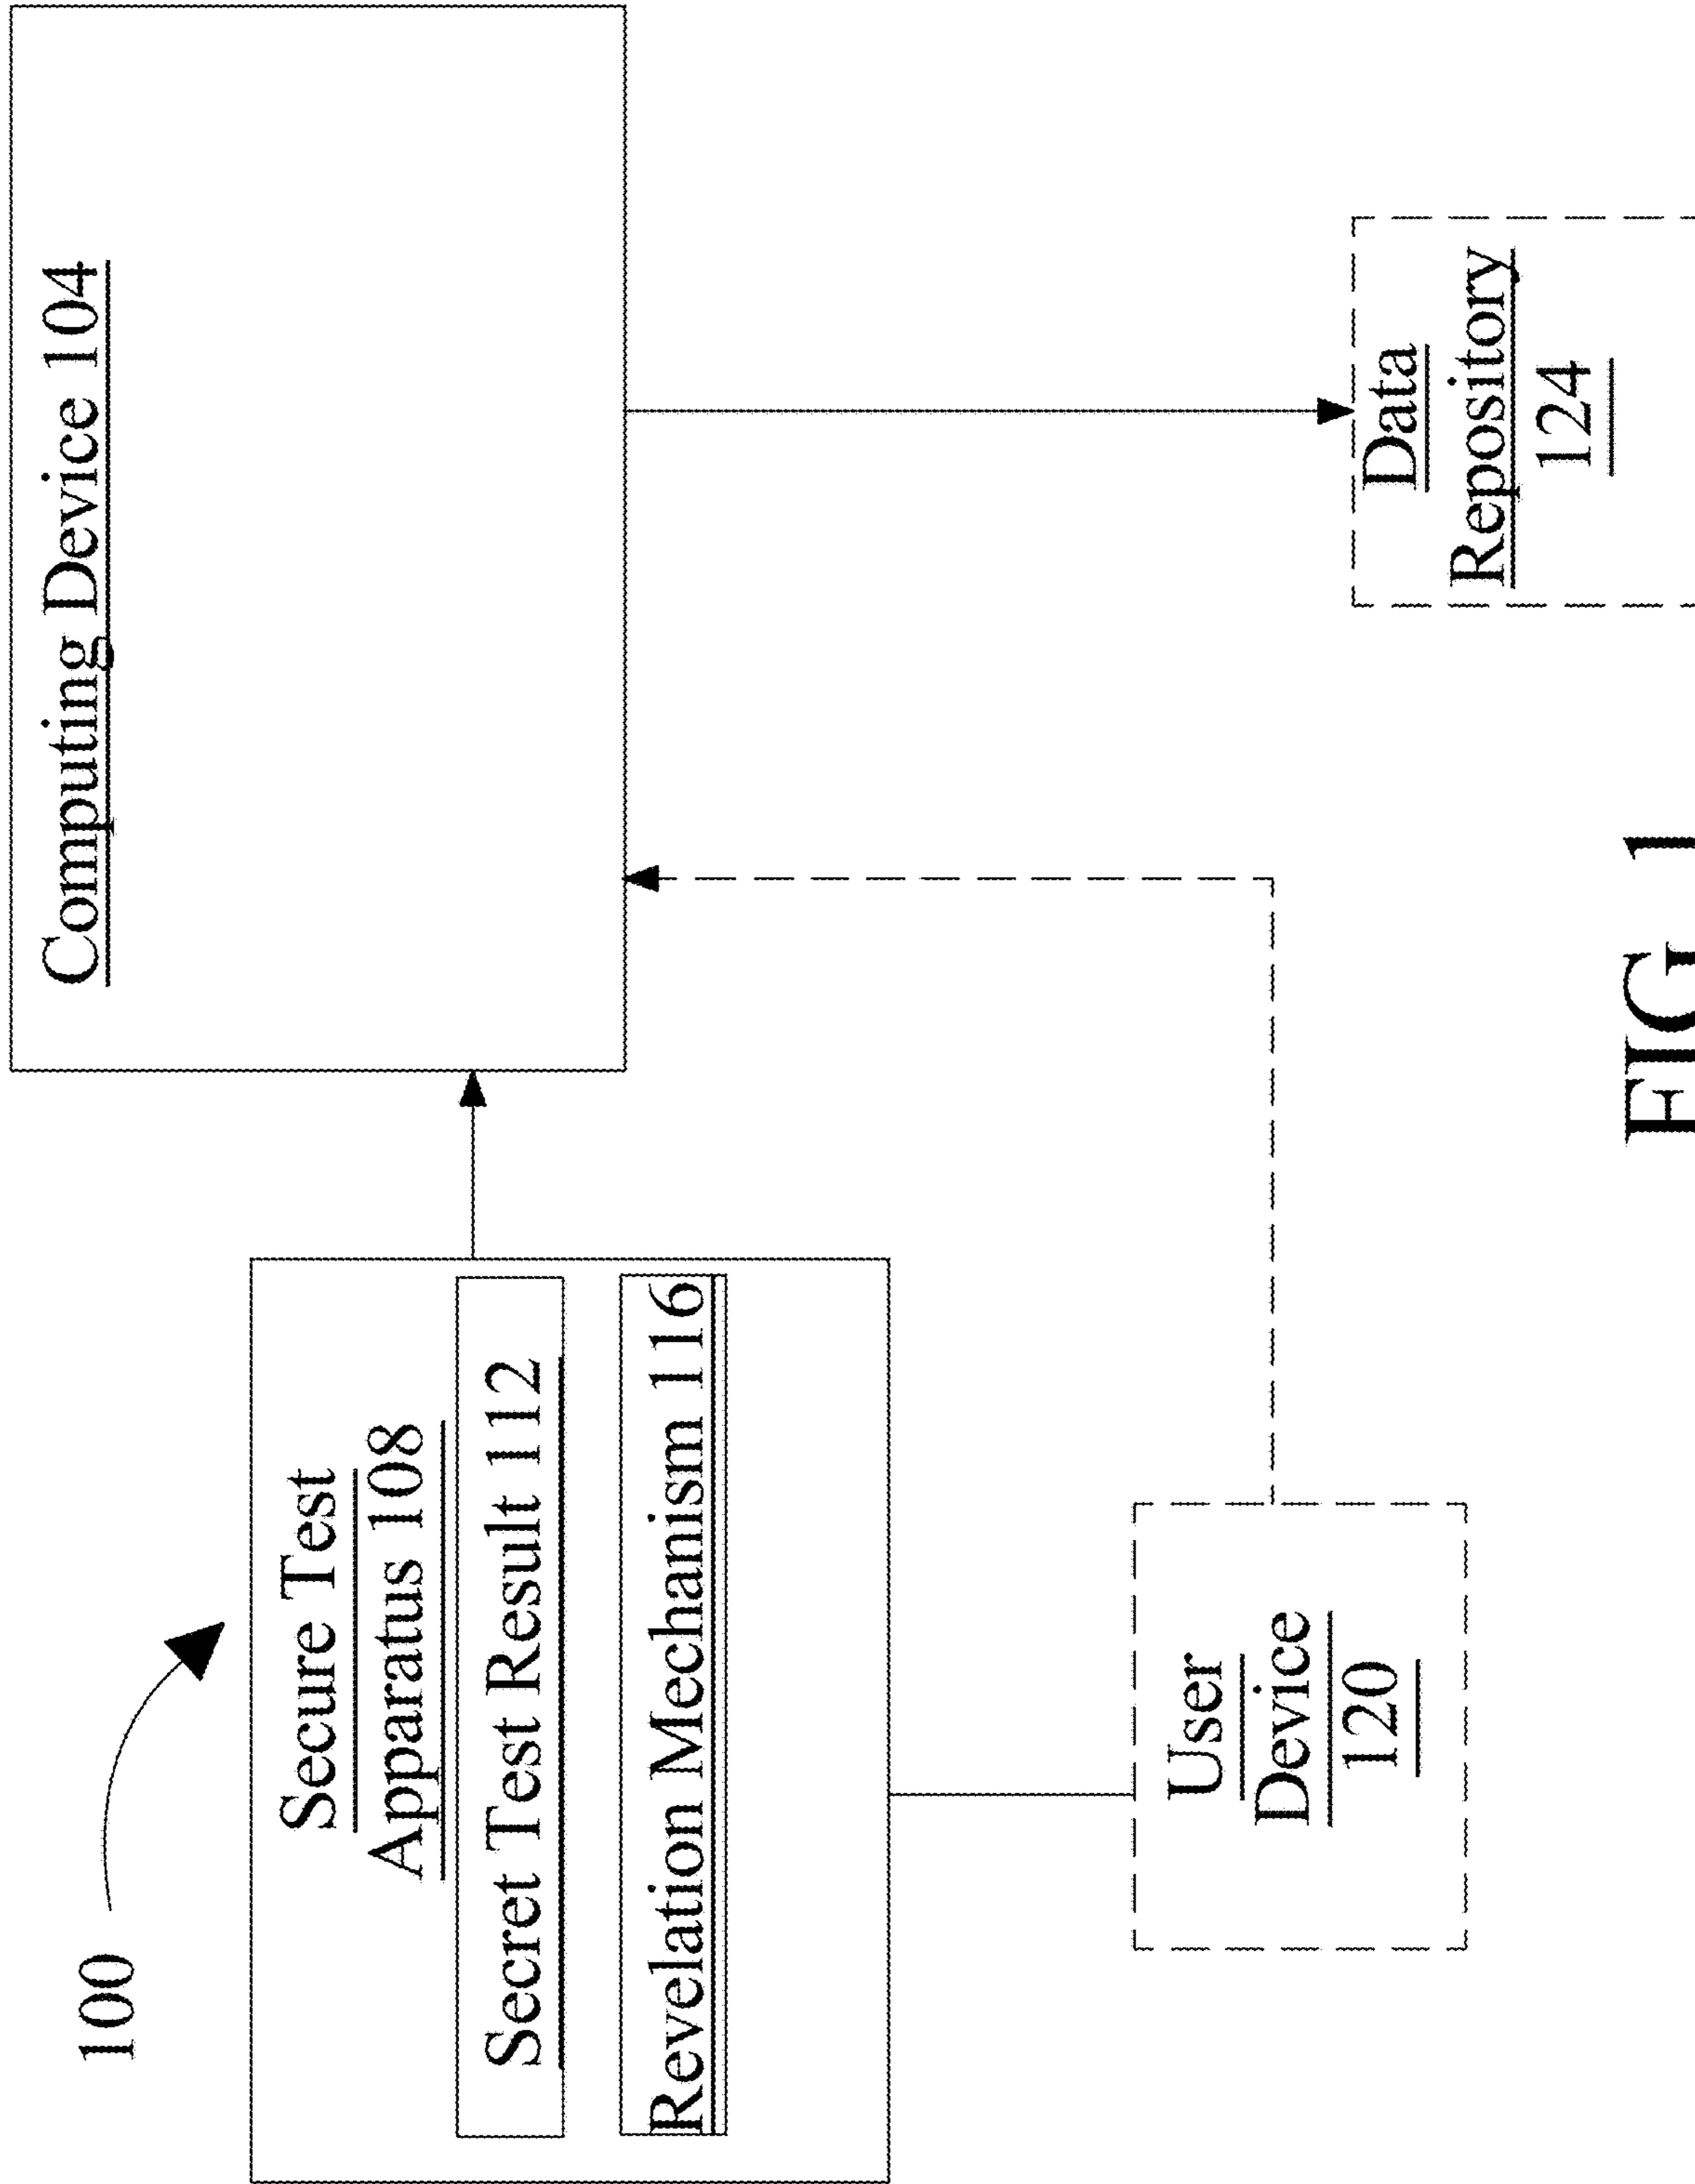 100
Secure Test
Apparatus 108
Secret Test Result 112
Revelation Mechanism 116
Computing Device 104
User
Device
120
Data
Repository
124
FIG 1